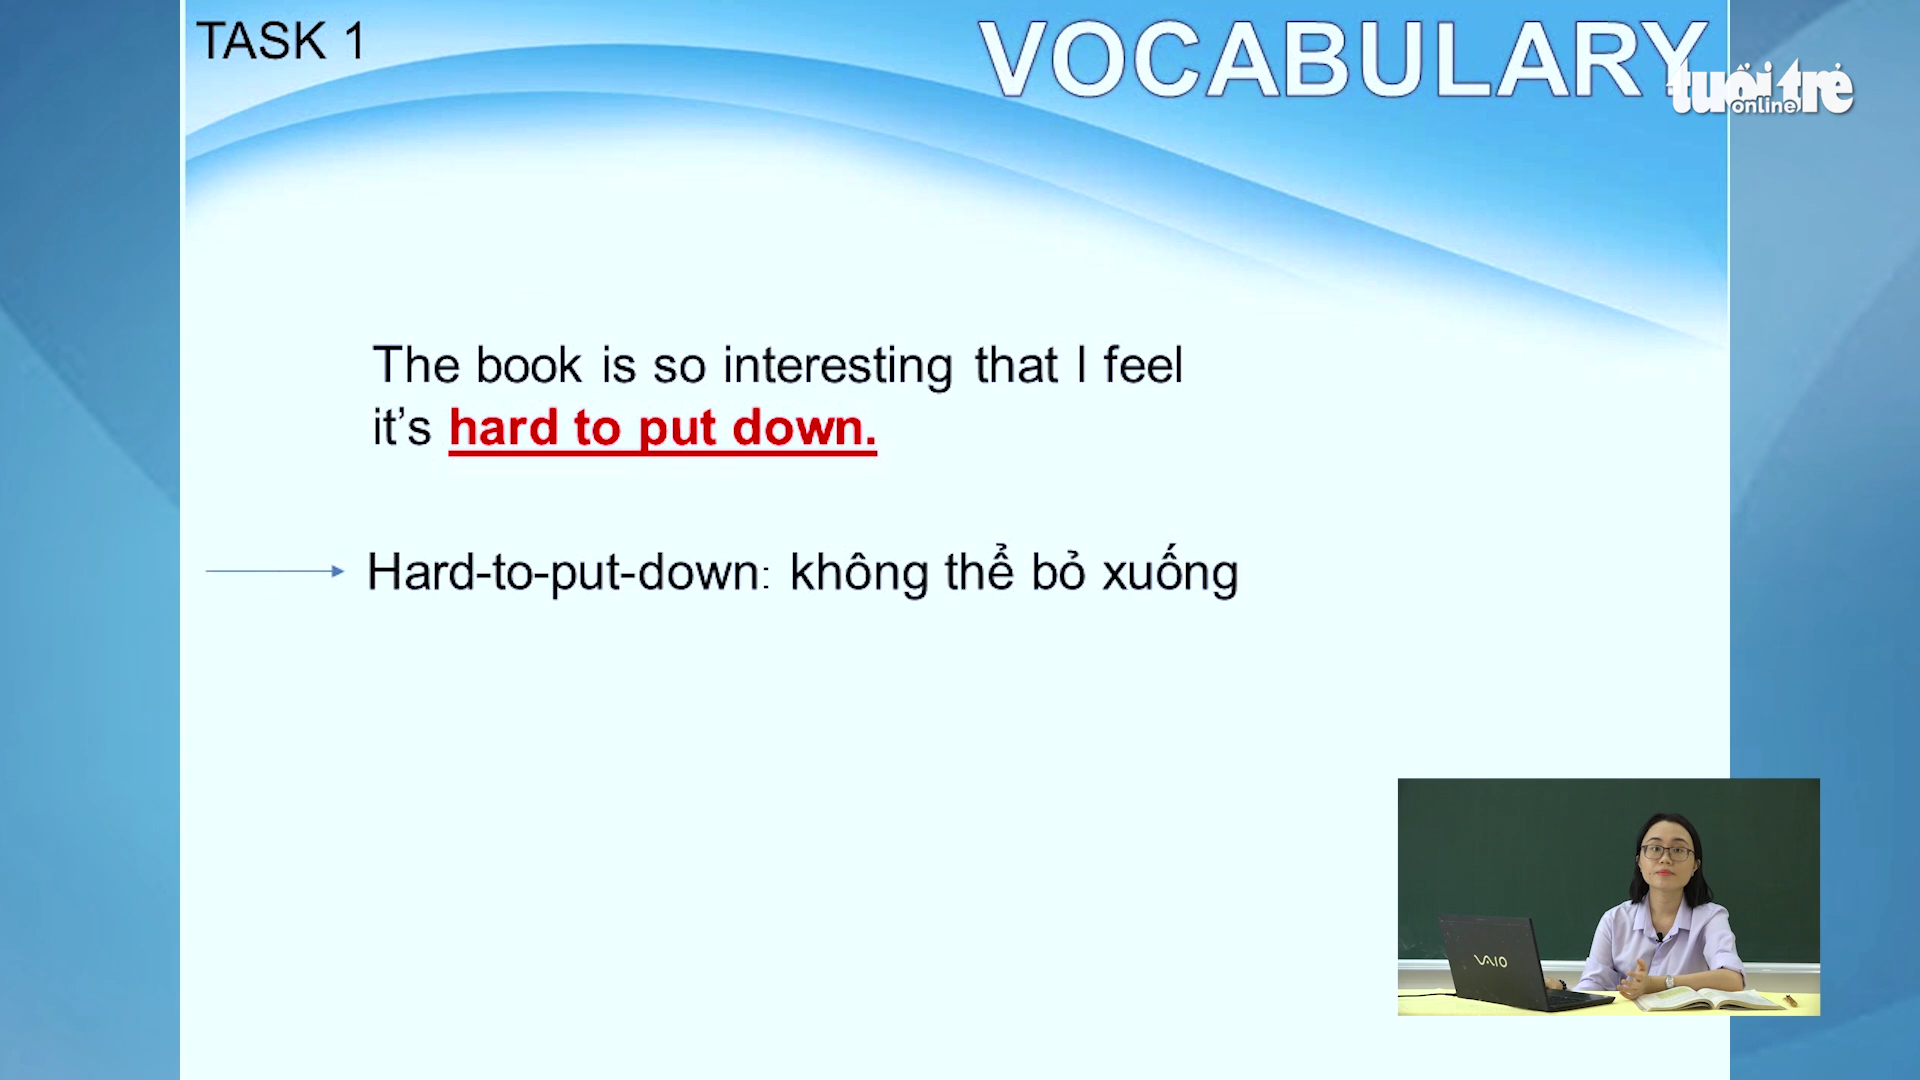 TASK 1
VOCABULARY
tuổi trẻ
online
The book is so interesting that I feel
it’s hard to put down.
Hard-to-put-down: không thể bỏ xuống
VAIO